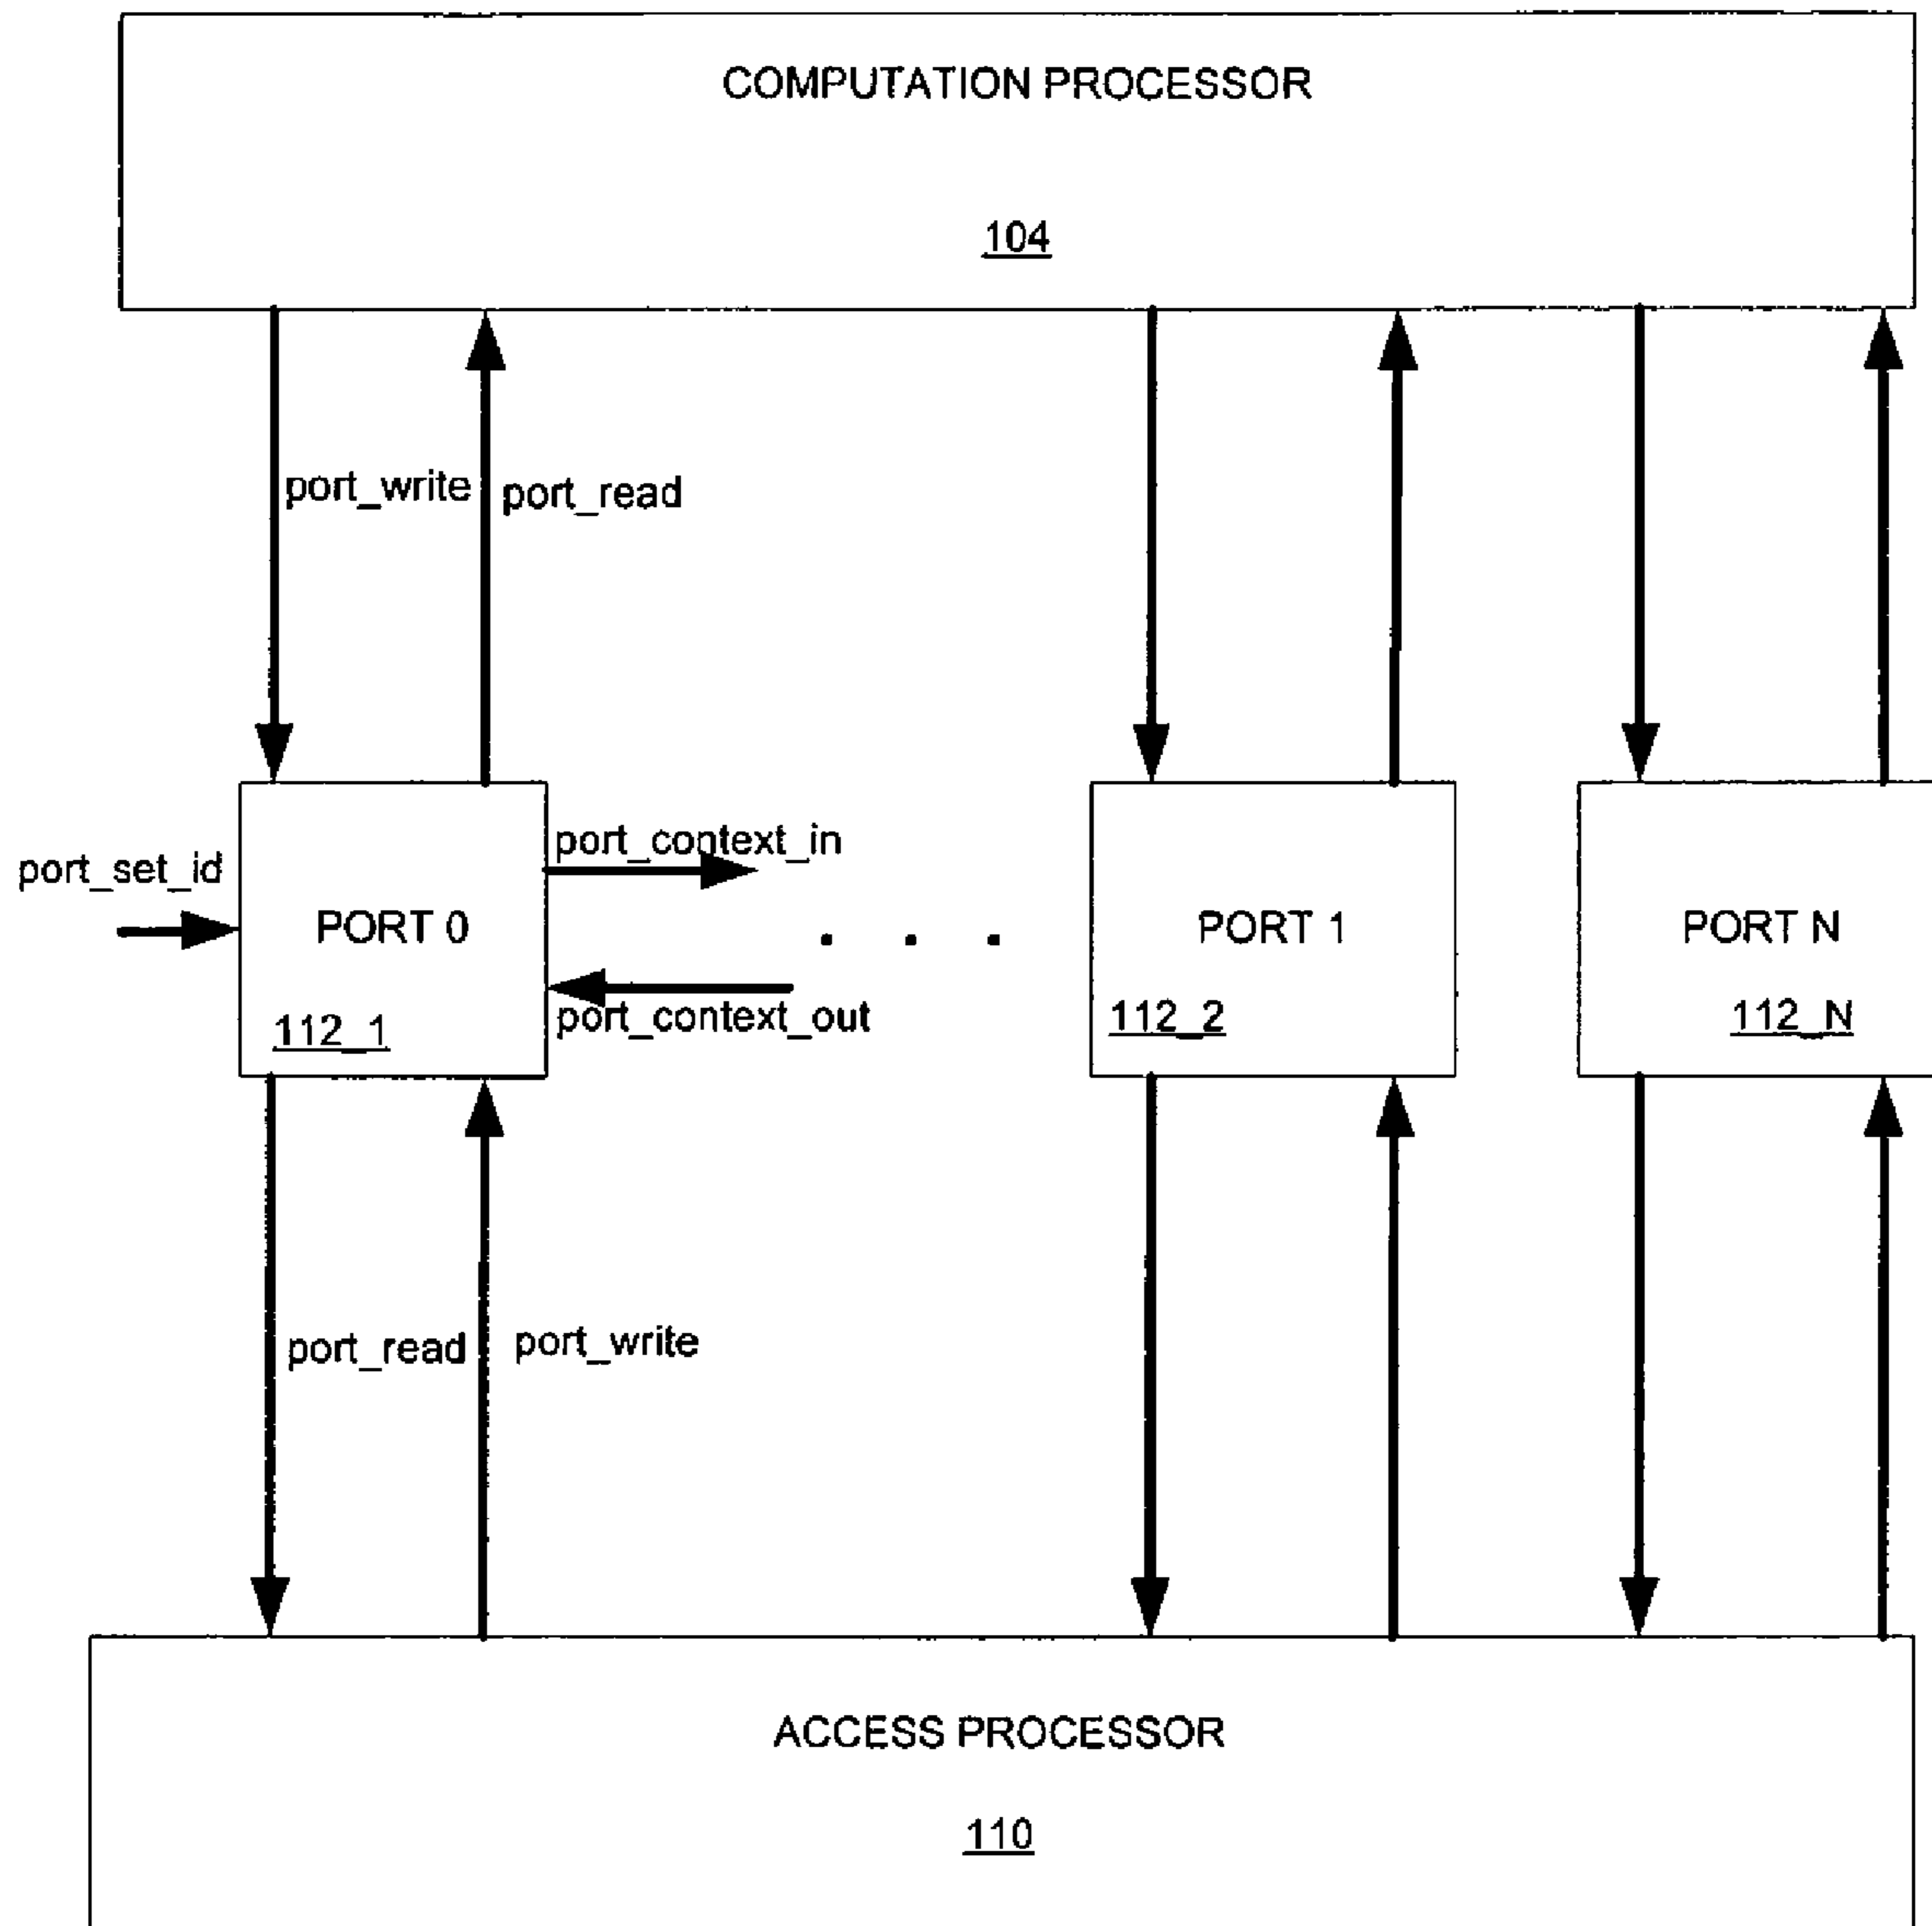 COMPUTATION PROCESSOR
104
port_write
port_read
port_set_id
PORT 0
112_1
port_context_in
. . .
port_context_out
PORT 1
112_2
PORT N
112_N
port_read
port_write
ACCESS PROCESSOR
110